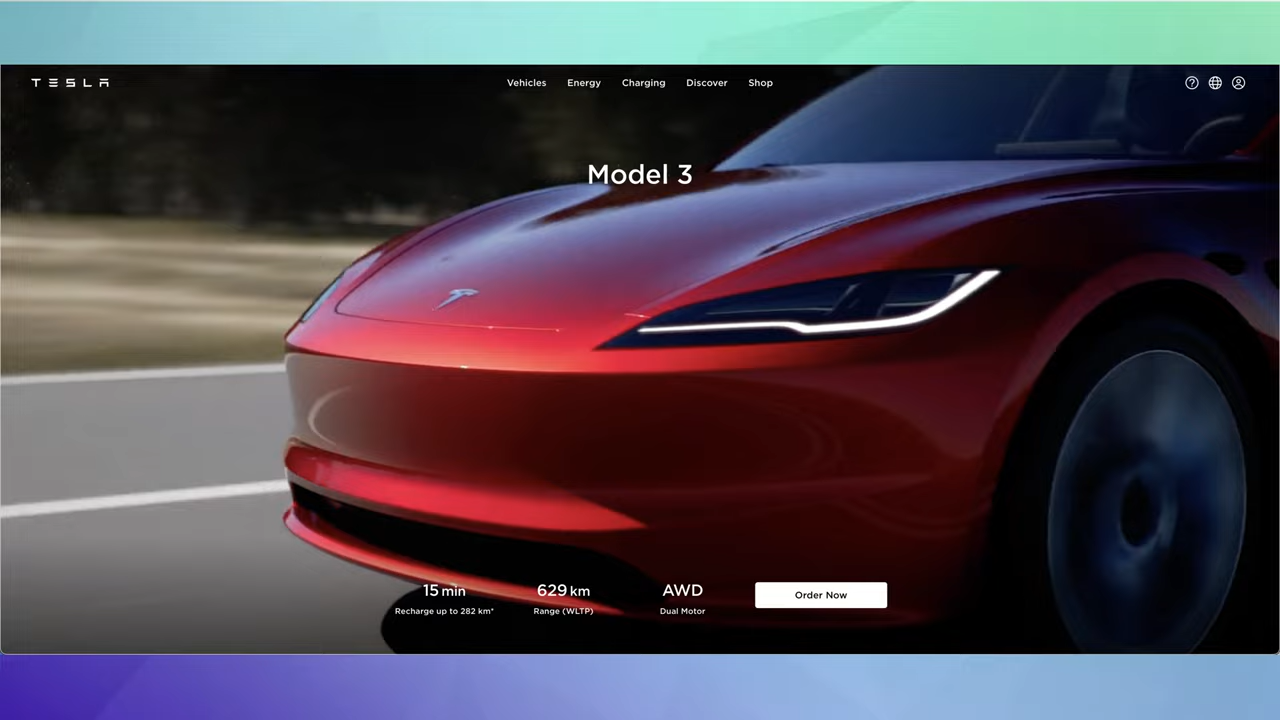 TESLA
Vehicles Energy Charging Discover Shop
Model 3
15 min 629 km AWD
Recharge up to 282 km* Range (WLTP) Dual Motor
Order Now